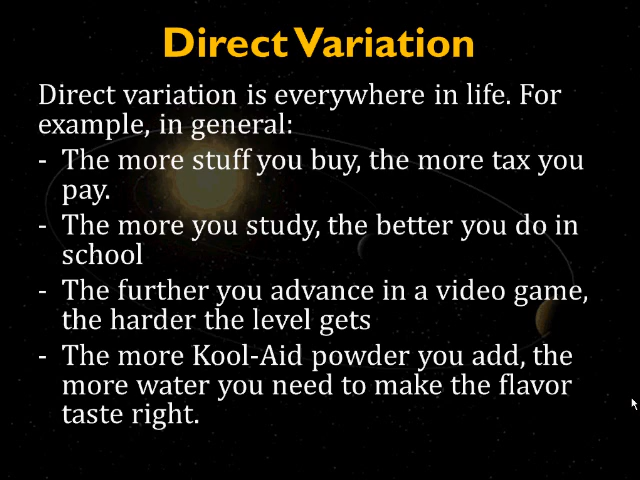 Direct Variation
Direct variation is everywhere in life. For
example, in general:
- The more stuff you buy, the more tax you
pay.
- The more you study, the better you do in
school
- The further you advance in a video game,
the harder the level gets
- The more Kool-Aid powder you add, the
more water you need to make the flavor
taste right.